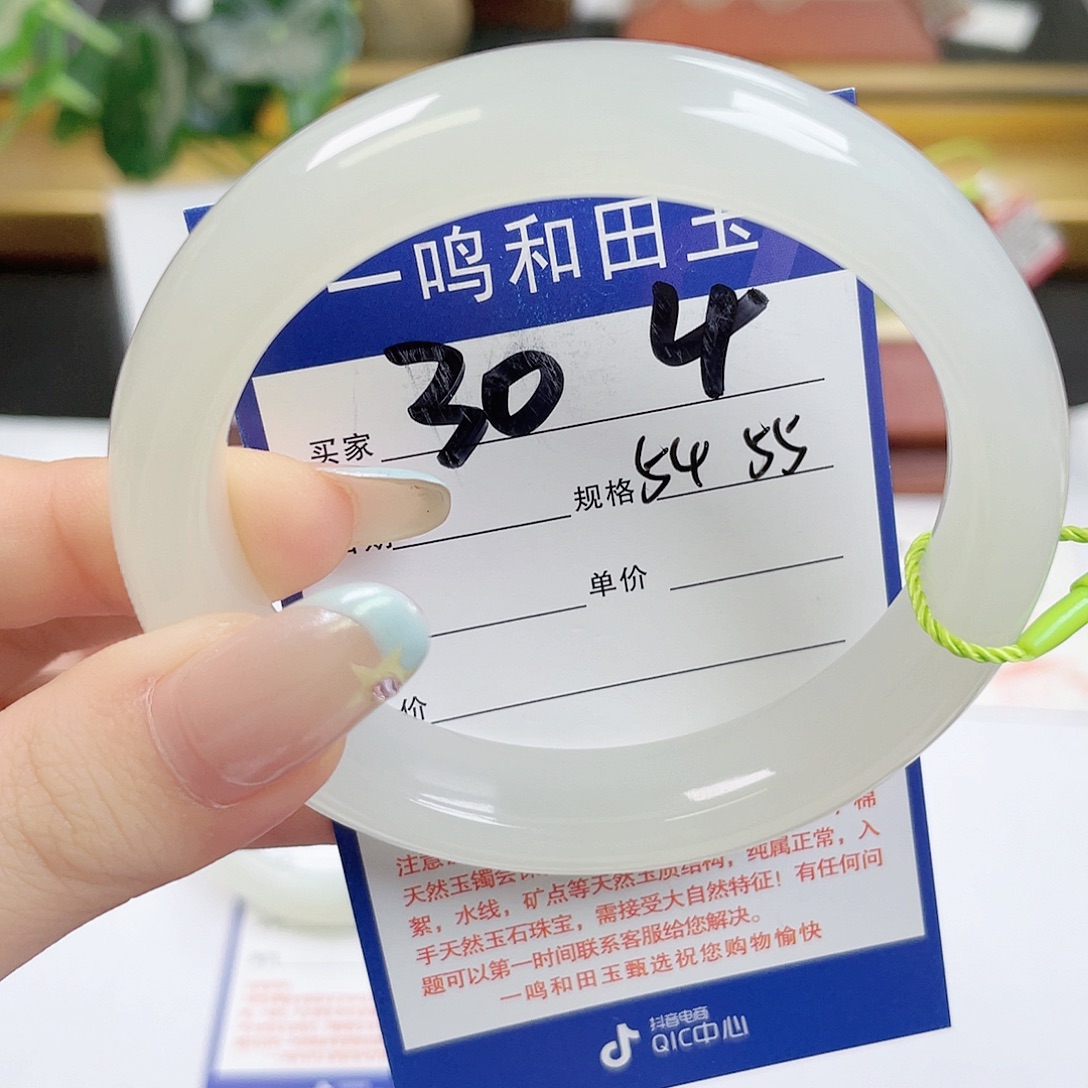 一鸣和田玉
买家 30 4
规格 54 55
单价
价
注意
天然玉镯会 棉
絮，水线，矿点等天然玉质结构，纯属正常，入
手天然玉石珠宝，需接受大自然特征！有任何问
题可以第一时间联系客服给您解决。
一鸣和田玉甄选祝您购物愉快
抖音电商
QIC中心